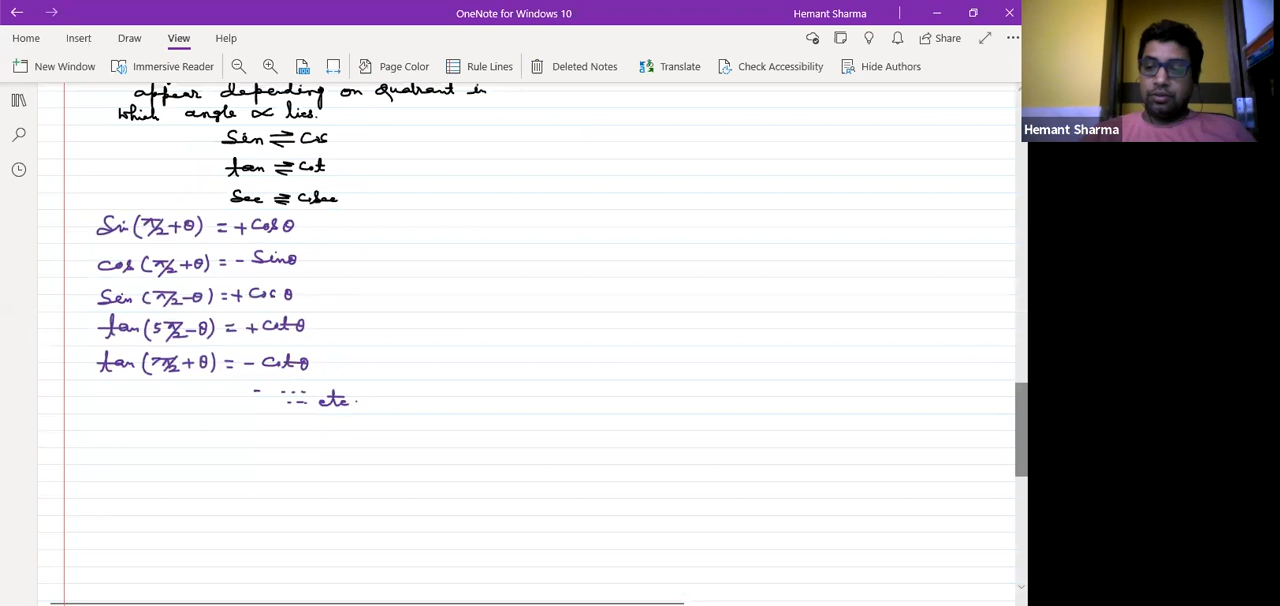 OneNote for Windows 10
Hemant Sharma
Home Insert Draw View Help
Share
New Window Immersive Reader Page Color Rule Lines Deleted Notes Translate Check Accessibility Hide Authors
Hemant Sharma
appear depending on Quadrant in
which angle ∝ lies.
Sin ⇌ Cos
tan ⇌ cot
Sec ⇌ cosec
Sin (π/2 + θ) = + Cos θ
cos (π/2 + θ) = - Sinθ
Sin (π/2 - θ) = + Cos θ
tan (5π/2 - θ) = + cotθ
tan (7π/2 + θ) = - cotθ
etc.